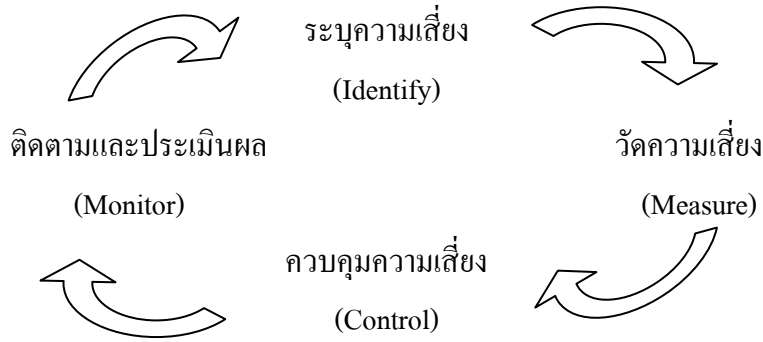 ระบุความเสี่ยง
(Identify)
ติดตามและประเมินผล
(Monitor)
วัดความเสี่ยง
(Measure)
ควบคุมความเสี่ยง
(Control)